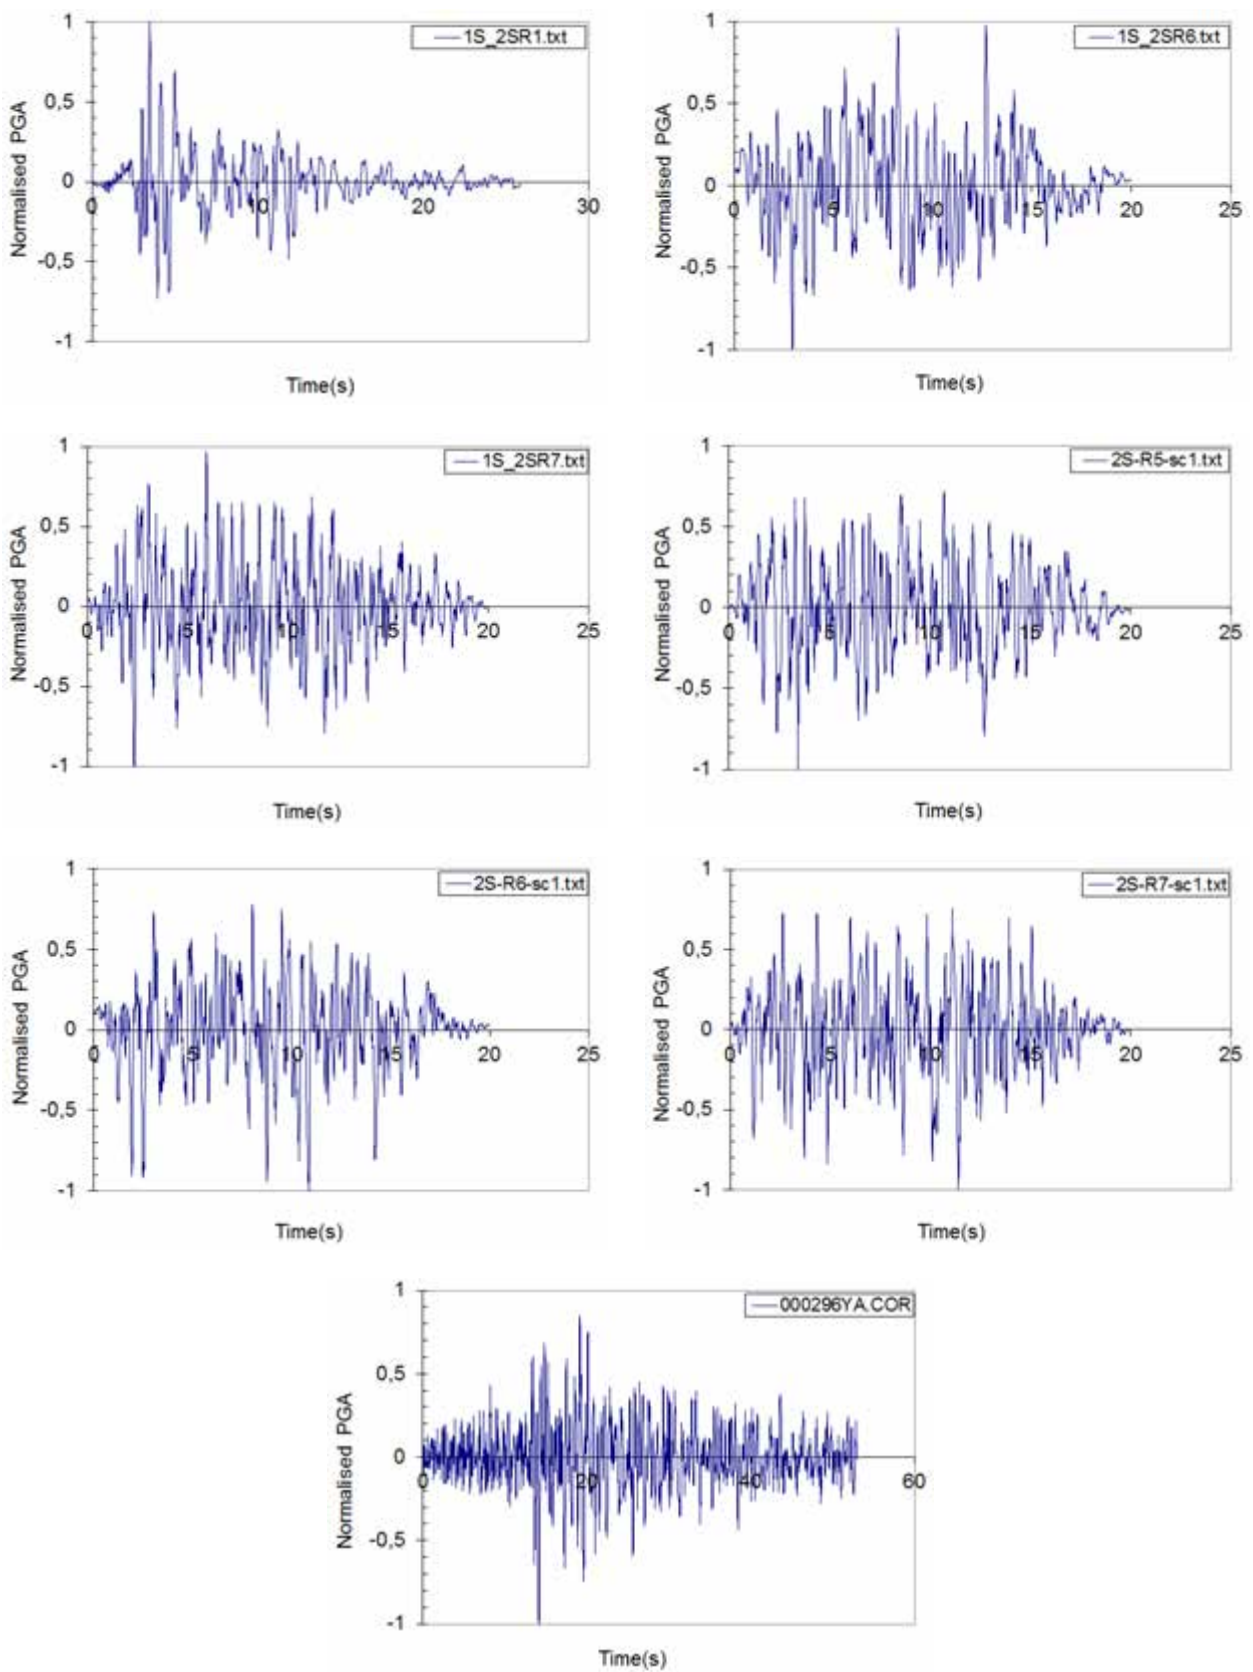 1
1S_2SR1.txt
0,5
0
0 10 20 30
-0,5
-1
Normalised PGA
Time(s)
1
1S_2SR6.txt
0,5
0
0 5 10 15 20 25
-0,5
-1
Normalised PGA
Time(s)
1
1S_2SR7.txt
0,5
0
0 5 10 15 20 25
-0,5
-1
Normalised PGA
Time(s)
1
2S-R5-sc1.txt
0,5
0
0 5 10 15 20 25
-0,5
-1
Normalised PGA
Time(s)
1
2S-R6-sc1.txt
0,5
0
0 5 10 15 20 25
-0,5
-1
Normalised PGA
Time(s)
1
2S-R7-sc1.txt
0,5
0
0 5 10 15 20 25
-0,5
-1
Normalised PGA
Time(s)
1
000296YA.COR
0,5
0
0 20 40 60
-0,5
-1
Normalised PGA
Time(s)